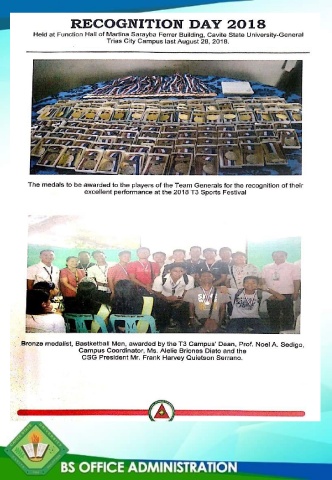 RECOGNITION DAY 2018
Held at Function Hall of Martina Sarayba Ferrer Building, Cavite State University-General
Trias City Campus last August 28, 2018.
The medals to be awarded to the players of the Team Generals for the recognition of their
excellent performance at the 2018 T3 Sports Festival
Bronze medalist, Basketball Men, awarded by the T3 Campus' Dean, Prof. Noel A. Sedigo,
Campus Coordinator, Ms. Alelie Briones Diato and the
CSG President Mr. Frank Harvey Quietson Serrano.
BS OFFICE ADMINISTRATION